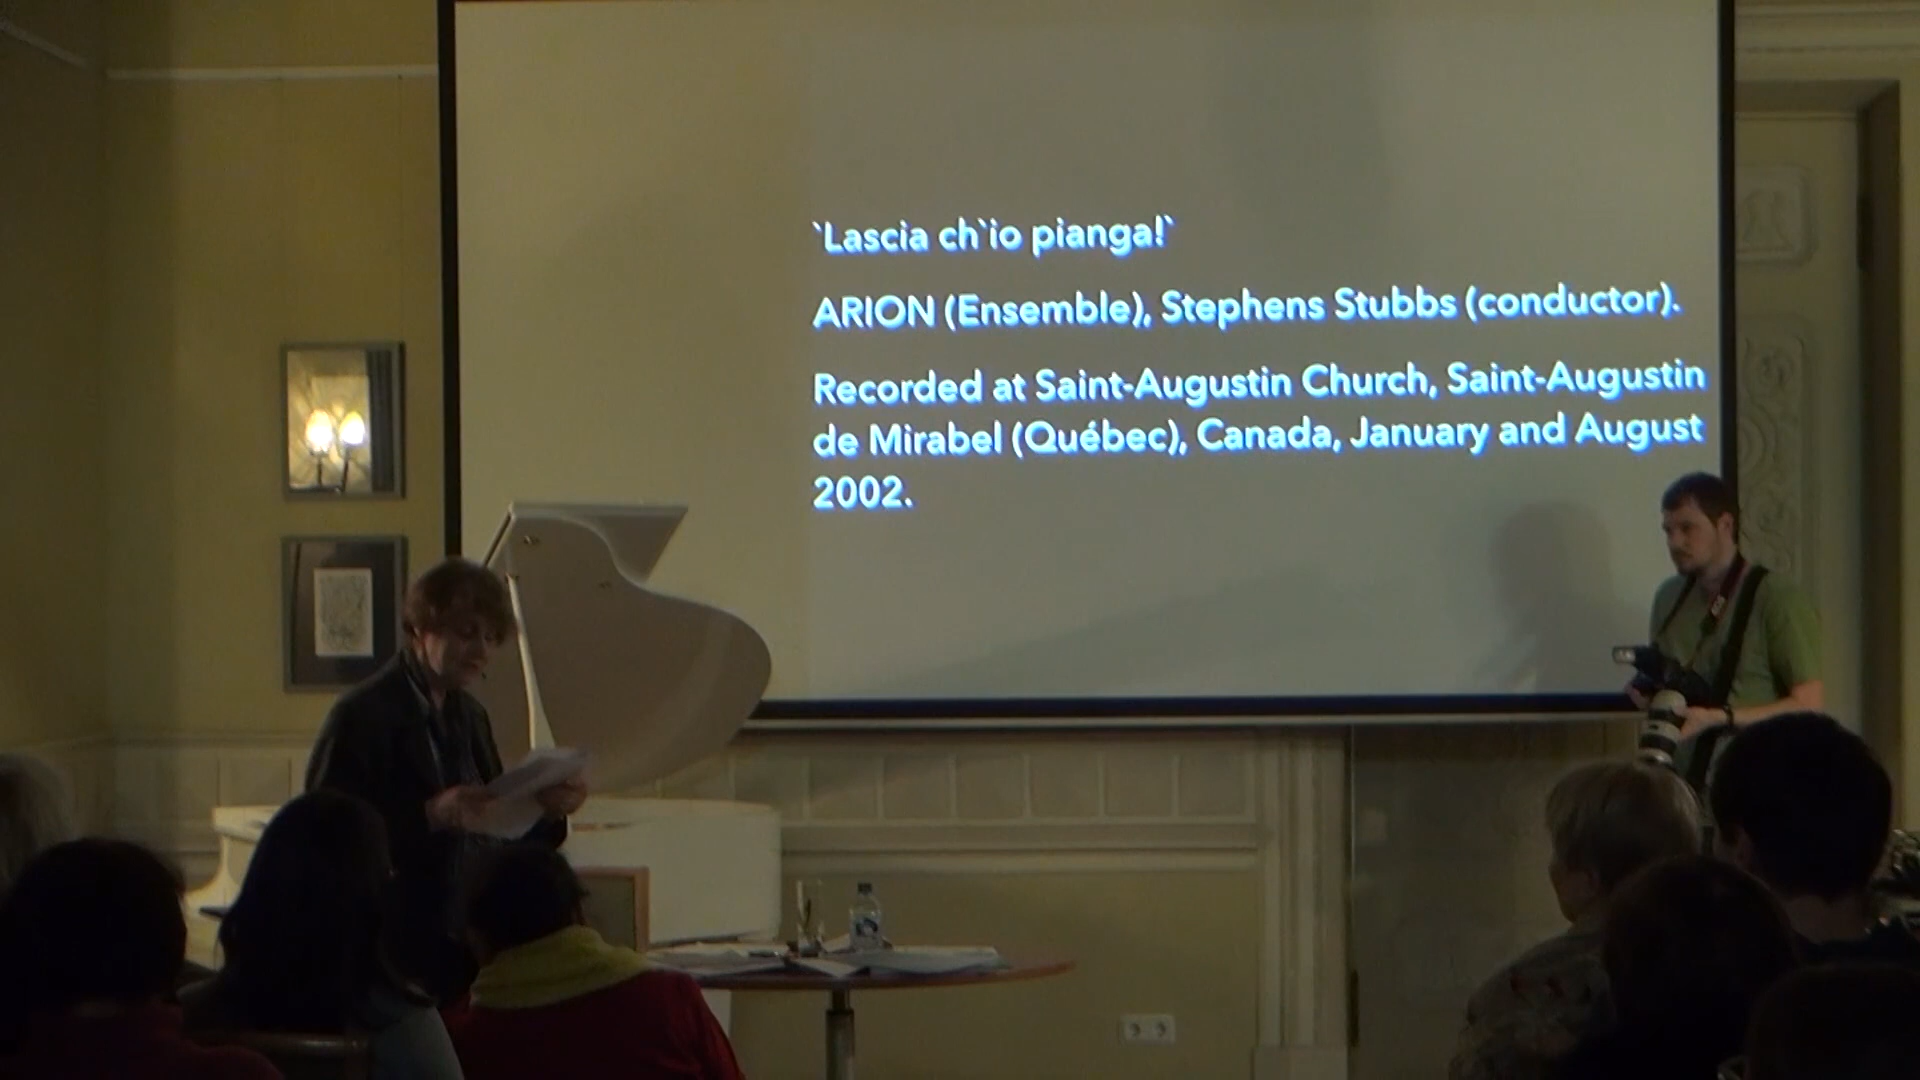 `Lascia ch`io pianga!`
ARION (Ensemble), Stephens Stubbs (conductor).
Recorded at Saint-Augustin Church, Saint-Augustin
de Mirabel (Québec), Canada, January and August
2002.